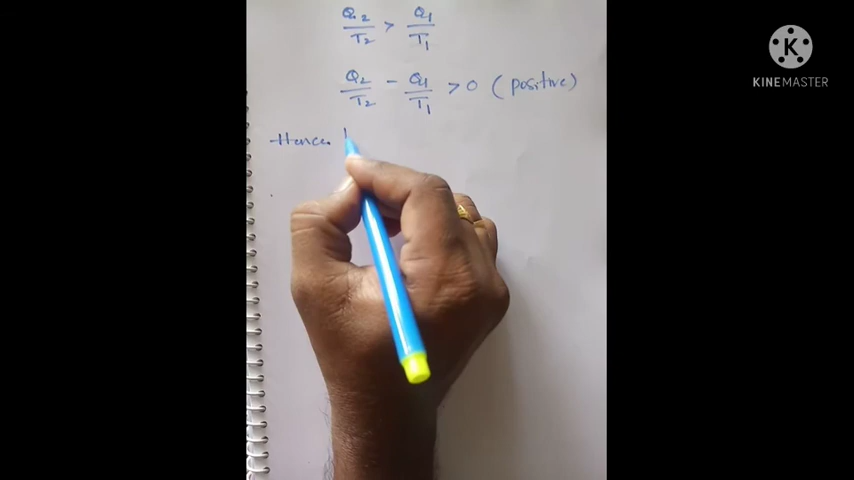 Q2/T2 > Q1/T1
Q2/T2 - Q1/T1 > 0 (positive)
Hence.
K
KINEMASTER